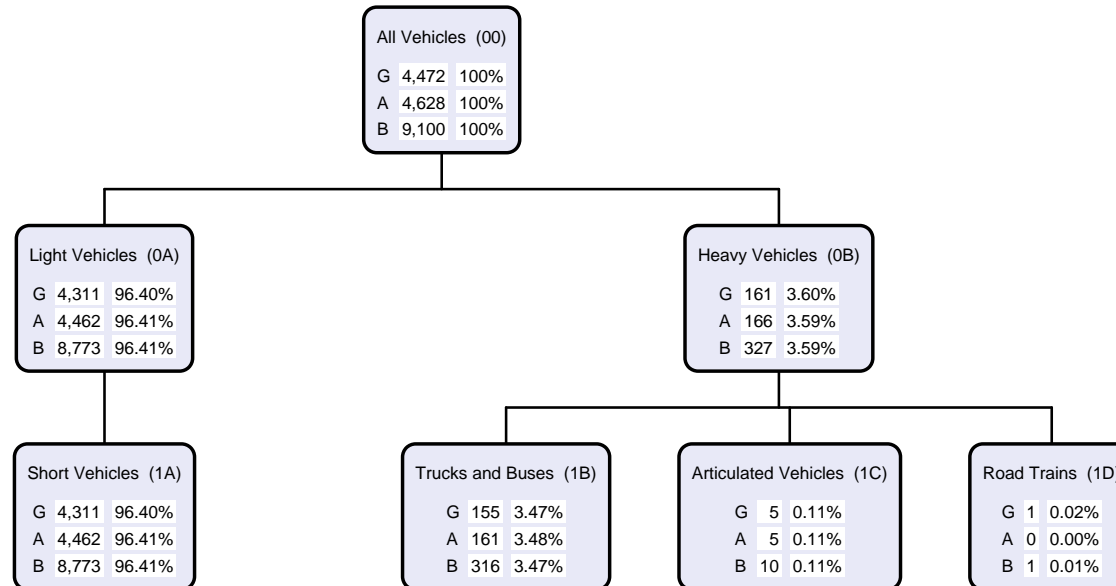 All Vehicles (00)
G 4,472 100%
A 4,628 100%
B 9,100 100%
Light Vehicles (0A)
G 4,311 96.40%
A 4,462 96.41%
B 8,773 96.41%
Heavy Vehicles (0B)
G 161 3.60%
A 166 3.59%
B 327 3.59%
Short Vehicles (1A)
G 4,311 96.40%
A 4,462 96.41%
B 8,773 96.41%
Trucks and Buses (1B)
G 155 3.47%
A 161 3.48%
B 316 3.47%
Articulated Vehicles (1C)
G 5 0.11%
A 5 0.11%
B 10 0.11%
Road Trains (1D)
G 1 0.02%
A 0 0.00%
B 1 0.01%